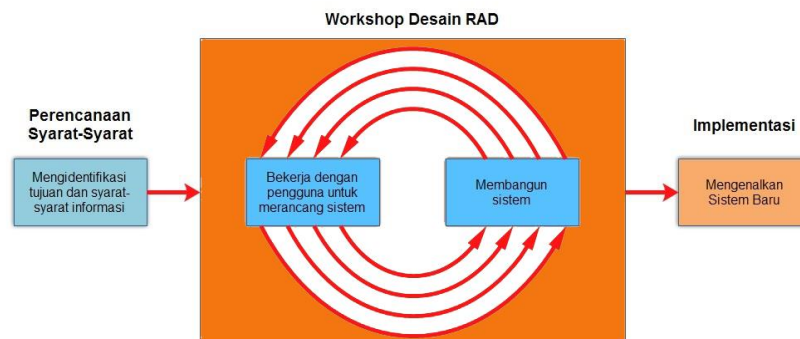 Workshop Desain RAD
Perencanaan
Syarat-Syarat
Mengidentifikasi
tujuan dan syarat-
syarat informasi
Bekerja dengan
pengguna untuk
merancang sistem
Membangun
sistem
Implementasi
Mengenalkan
Sistem Baru